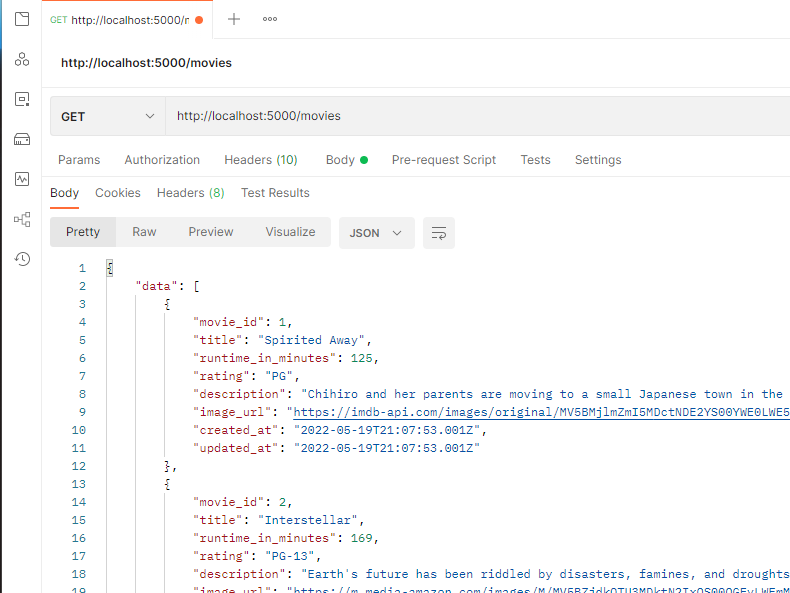 GET http://localhost:5000/
http://localhost:5000/movies
GET http://localhost:5000/movies
Params Authorization Headers (10) Body Pre-request Script Tests Settings
Body Cookies Headers (8) Test Results
Pretty Raw Preview Visualize JSON
1 {
2 "data": [
3 {
4 "movie_id": 1,
5 "title": "Spirited Away",
6 "runtime_in_minutes": 125,
7 "rating": "PG",
8 "description": "Chihiro and her parents are moving to a small Japanese town in the
9 "image_url": "https://imdb-api.com/images/original/MV5BMjlmZmI5MDctNDE2YS00YWE0LWE5
10 "created_at": "2022-05-19T21:07:53.001Z",
11 "updated_at": "2022-05-19T21:07:53.001Z"
12 },
13 {
14 "movie_id": 2,
15 "title": "Interstellar",
16 "runtime_in_minutes": 169,
17 "rating": "PG-13",
18 "description": "Earth's future has been riddled by disasters, famines, and droughts
19 "image_url":